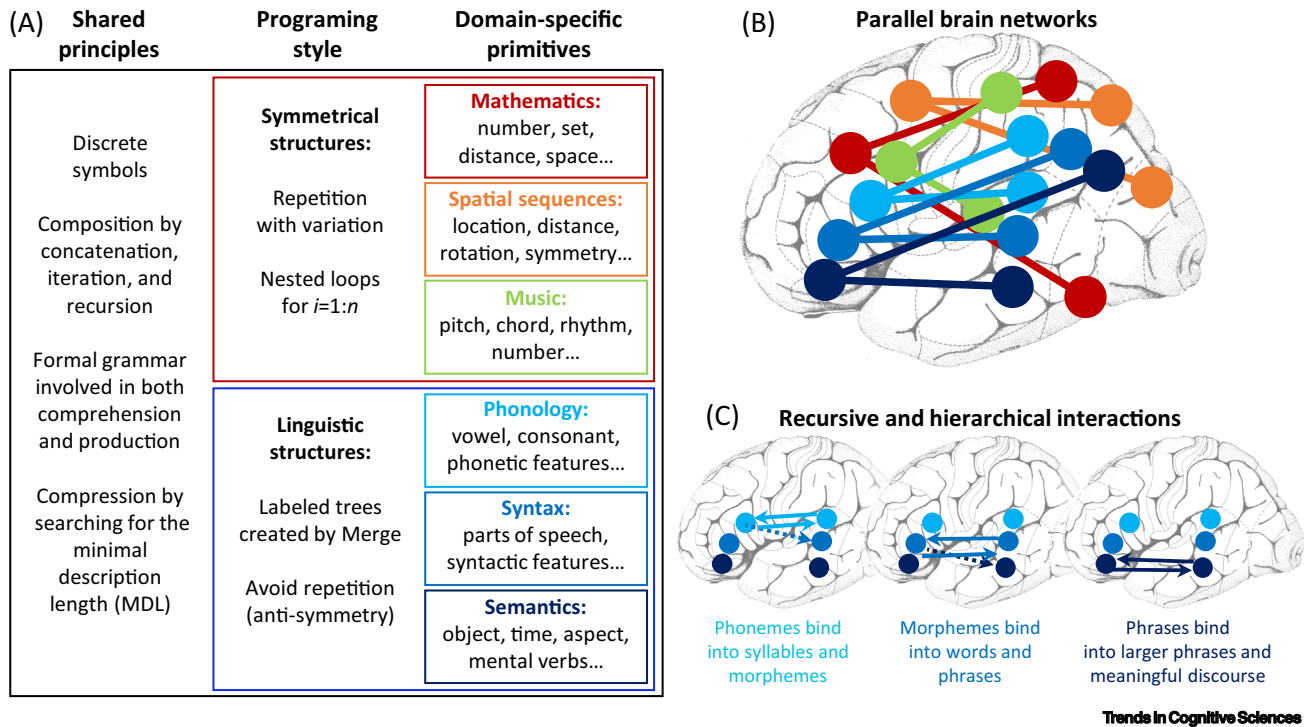 (A)
Shared
principles
Programing
style
Domain-specific
primitives
Discrete
symbols
Composition by
concatenation,
iteration, and
recursion
Formal grammar
involved in both
comprehension
and production
Compression by
searching for the
minimal
description
length (MDL)
Symmetrical
structures:
Repetition
with variation
Nested loops
for i=1:n
Mathematics:
number, set,
distance, space...
Spatial sequences:
location, distance,
rotation, symmetry...
Music:
pitch, chord, rhythm,
number...
Linguistic
structures:
Labeled trees
created by Merge
Avoid repetition
(anti-symmetry)
Phonology:
vowel, consonant,
phonetic features...
Syntax:
parts of speech,
syntactic features...
Semantics:
object, time, aspect,
mental verbs...
(B)
Parallel brain networks
(C)
Recursive and hierarchical interactions
Phonemes bind
into syllables and
morphemes
Morphemes bind
into words and
phrases
Phrases bind
into larger phrases and
meaningful discourse
Trends in Cognitive Sciences